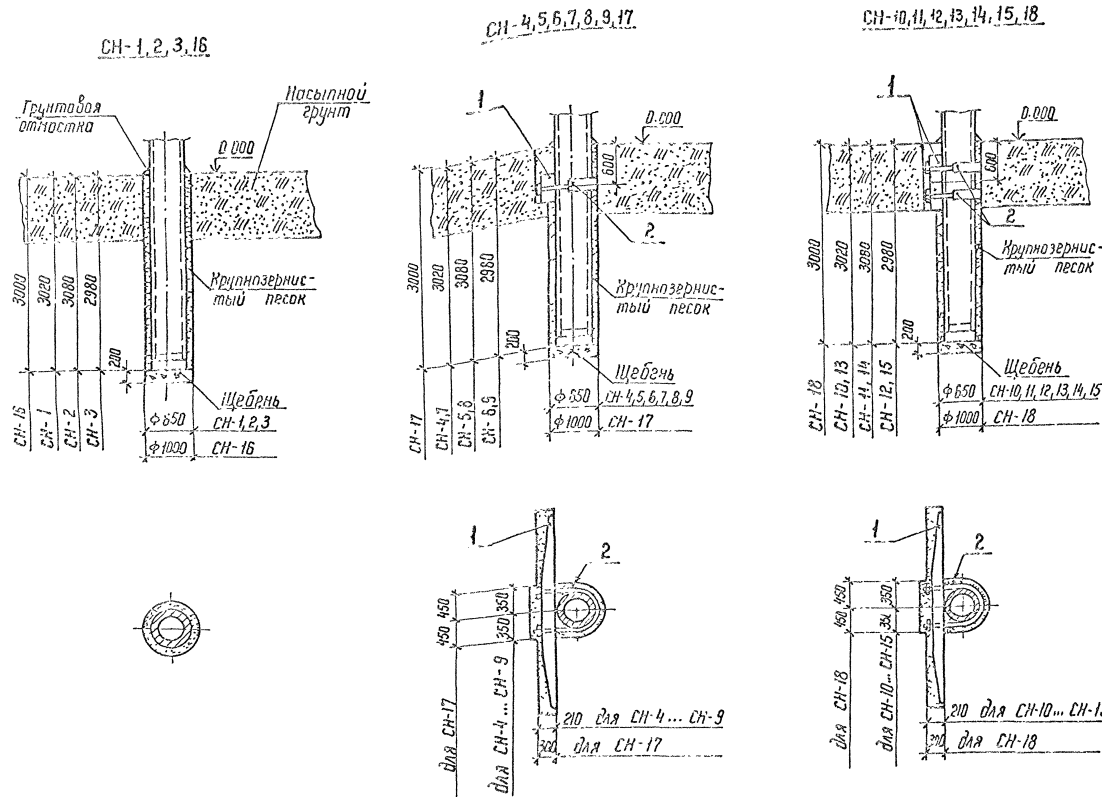 СН-1,2,3,16
Грунтовая
отмостка
Насыпной
грунт
0.000
3000
3020
3080
2980
Крупнозернис-
тый песок
200
Щебень
СН-16
СН-1
СН-2
СН-3
ф650
СН-1,2,3
ф1000
СН-16
СН-4,5,6,7,8,9,17
1
0.000
600
2
3000
3020
3080
2980
Крупнозернис-
тый песок
200
Щебень
СН-17
СН-4,7
СН-5,8
СН-6,9
ф650
СН-4,5,6,7,8,9
ф1000
СН-17
СН-10,11,12,13,14,15,18
1
0.000
600
2
3000
3020
3080
2980
Крупнозернис-
тый песок
200
Щебень
СН-18
СН-10,13
СН-11,14
СН-12,15
ф650
СН-10,11,12,13,14,15
ф1000
СН-18
1
2
450
450
350
350
для СН-17
для СН-4...СН-9
210 для СН-4...СН-9
300 для СН-17
1
2
450
450
350
350
для СН-18
для СН-10...СН-15
210 для СН-10...СН-1
для СН-18